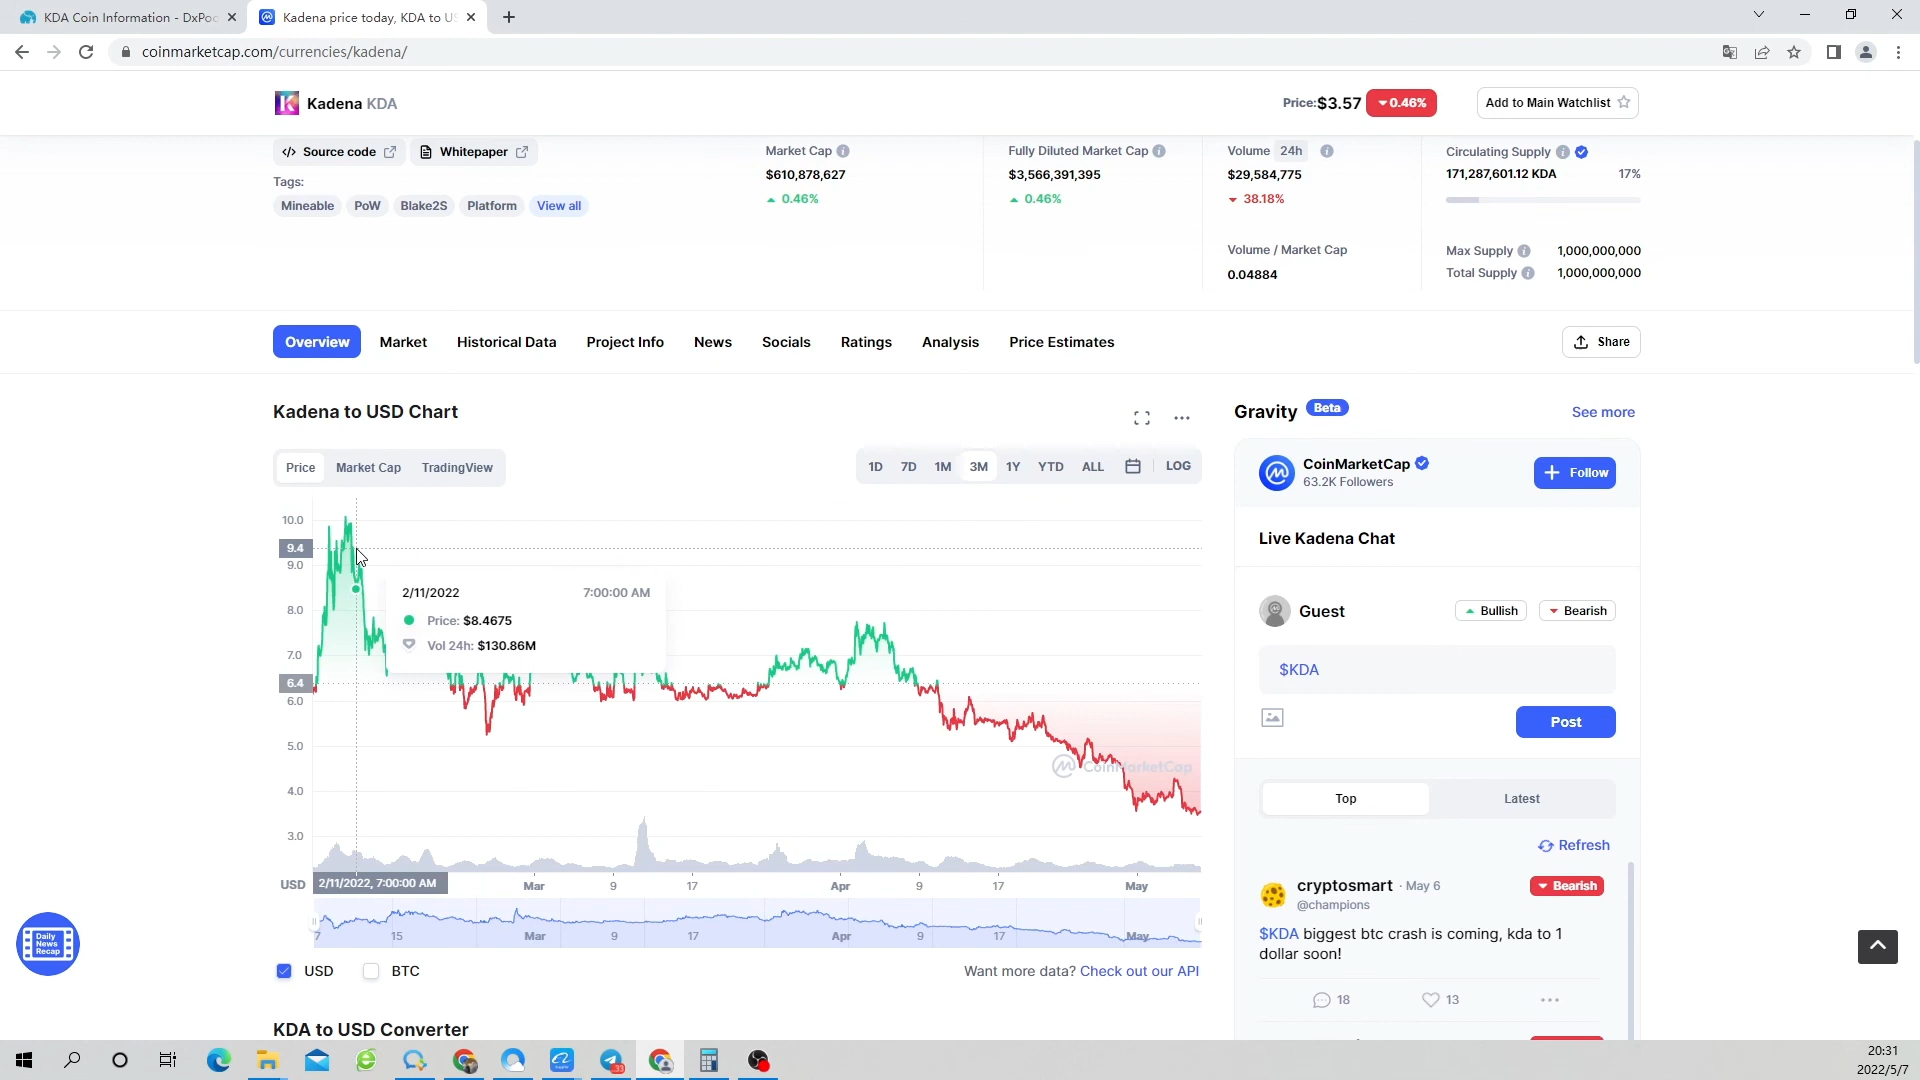 KDA Coin Information - DxPoo
Kadena price today, KDA to US
coinmarketcap.com/currencies/kadena/
Kadena KDA
Price:$3.57 0.46%
Add to Main Watchlist
Source code
Whitepaper
Tags:
Mineable PoW Blake2S Platform View all
Market Cap
$610,878,627
0.46%
Fully Diluted Market Cap
$3,566,391,395
0.46%
Volume 24h
$29,584,775
38.18%
Volume / Market Cap
0.04884
Circulating Supply
171,287,601.12 KDA 17%
Max Supply 1,000,000,000
Total Supply 1,000,000,000
Overview Market Historical Data Project Info News Socials Ratings Analysis Price Estimates
Share
Kadena to USD Chart
Price Market Cap TradingView
1D 7D 1M 3M 1Y YTD ALL LOG
10.0
9.4
9.0
8.0
7.0
6.4
6.0
5.0
4.0
3.0
2/11/2022 7:00:00 AM
Price: $8.4675
Vol 24h: $130.86M
CoinMarketCap
USD 2/11/2022, 7:00:00 AM Mar 9 17 Apr 9 17 May
7 15 Mar 9 17 Apr 9 17 May
USD BTC
Want more data? Check out our API
KDA to USD Converter
Gravity Beta
See more
CoinMarketCap
63.2K Followers
Follow
Live Kadena Chat
Guest
Bullish
Bearish
$KDA
Post
Top Latest
Refresh
cryptosmart · May 6
@champions
Bearish
$KDA biggest btc crash is coming, kda to 1
dollar soon!
18 13
Daily
News
Recap
33
20:31
2022/5/7